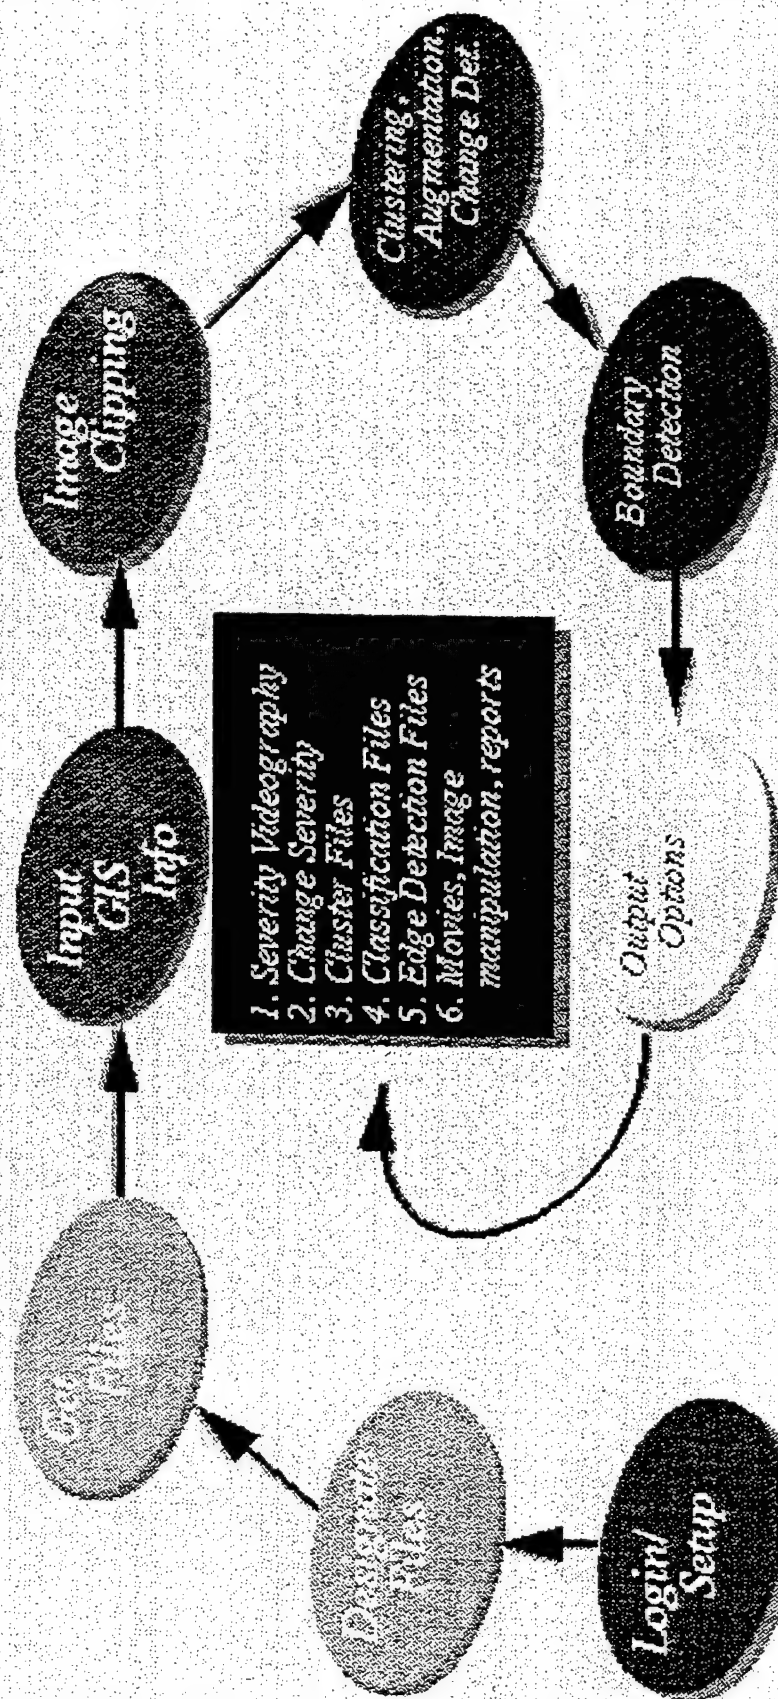 Login/
Setup
Designate
Files
Get
Files
Input
GIS
Info
Image
Clipping
Clustering,
Augmentation,
Change Det.
Boundary
Detection
Output
Options
1. Severity Videography
2. Change Severity
3. Cluster Files
4. Classification Files
5. Edge Detection Files
6. Movies, Image
manipulation, reports